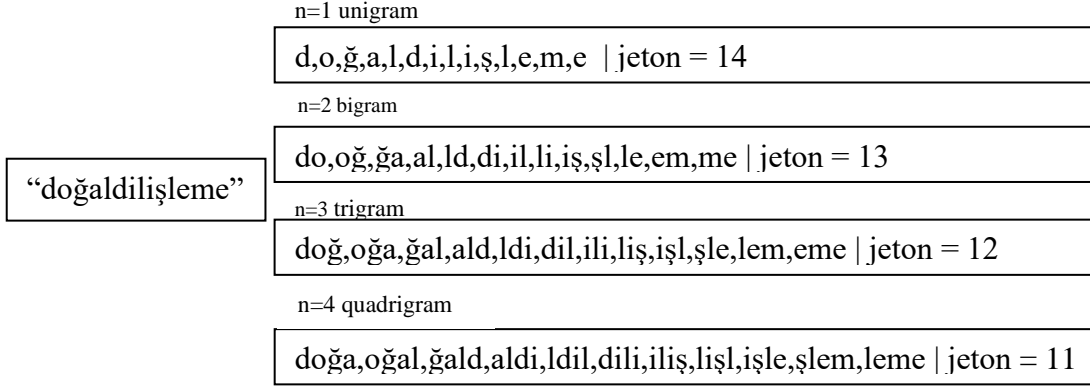 n=1 unigram
d,o,ğ,a,l,d,i,l,i,ş,l,e,m,e | jeton = 14
n=2 bigram
do,oğ,ğa,al,ld,di,il,li,iş,şl,le,em,me | jeton = 13
“doğaldilişleme”
n=3 trigram
doğ,oğa,ğal,ald,ldi,dil,ili,liş,işl,şle,lem,eme | jeton = 12
n=4 quadrigram
doğa,oğal,ğald,aldi,ldil,dili,iliş,lişl,işle,şlem,leme | jeton = 11